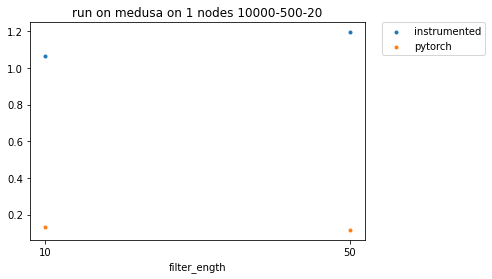 run on medusa on 1 nodes 10000-500-20
instrumented
pytorch
1.2
1.0
0.8
0.6
0.4
0.2
10
50
filter_ength